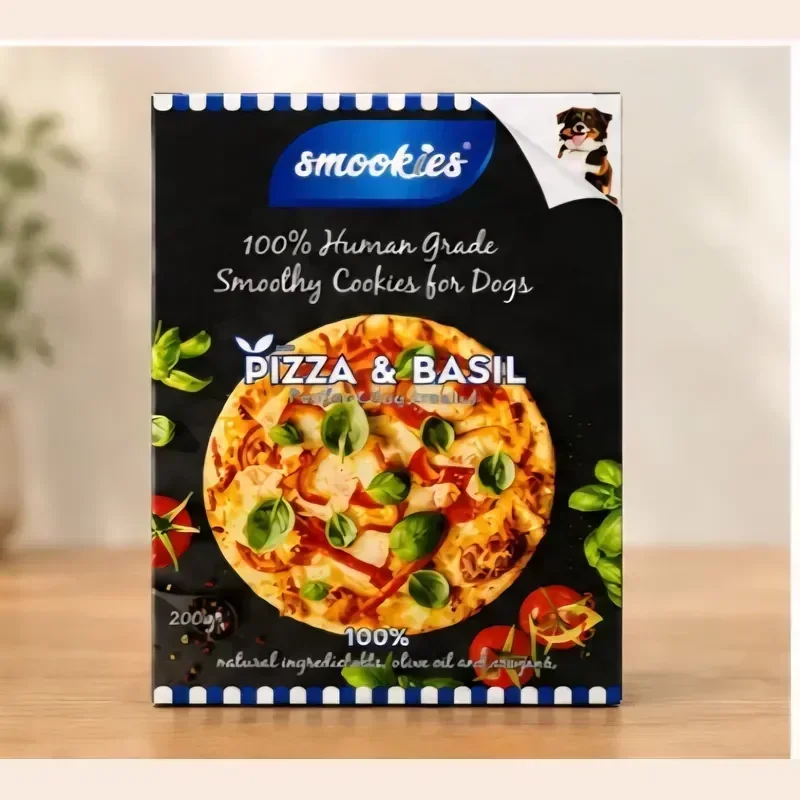 smookies
100% Human Grade
Smoothy Cookies for Dogs
PIZZA & BASIL
200g
100%
natural olive oil and